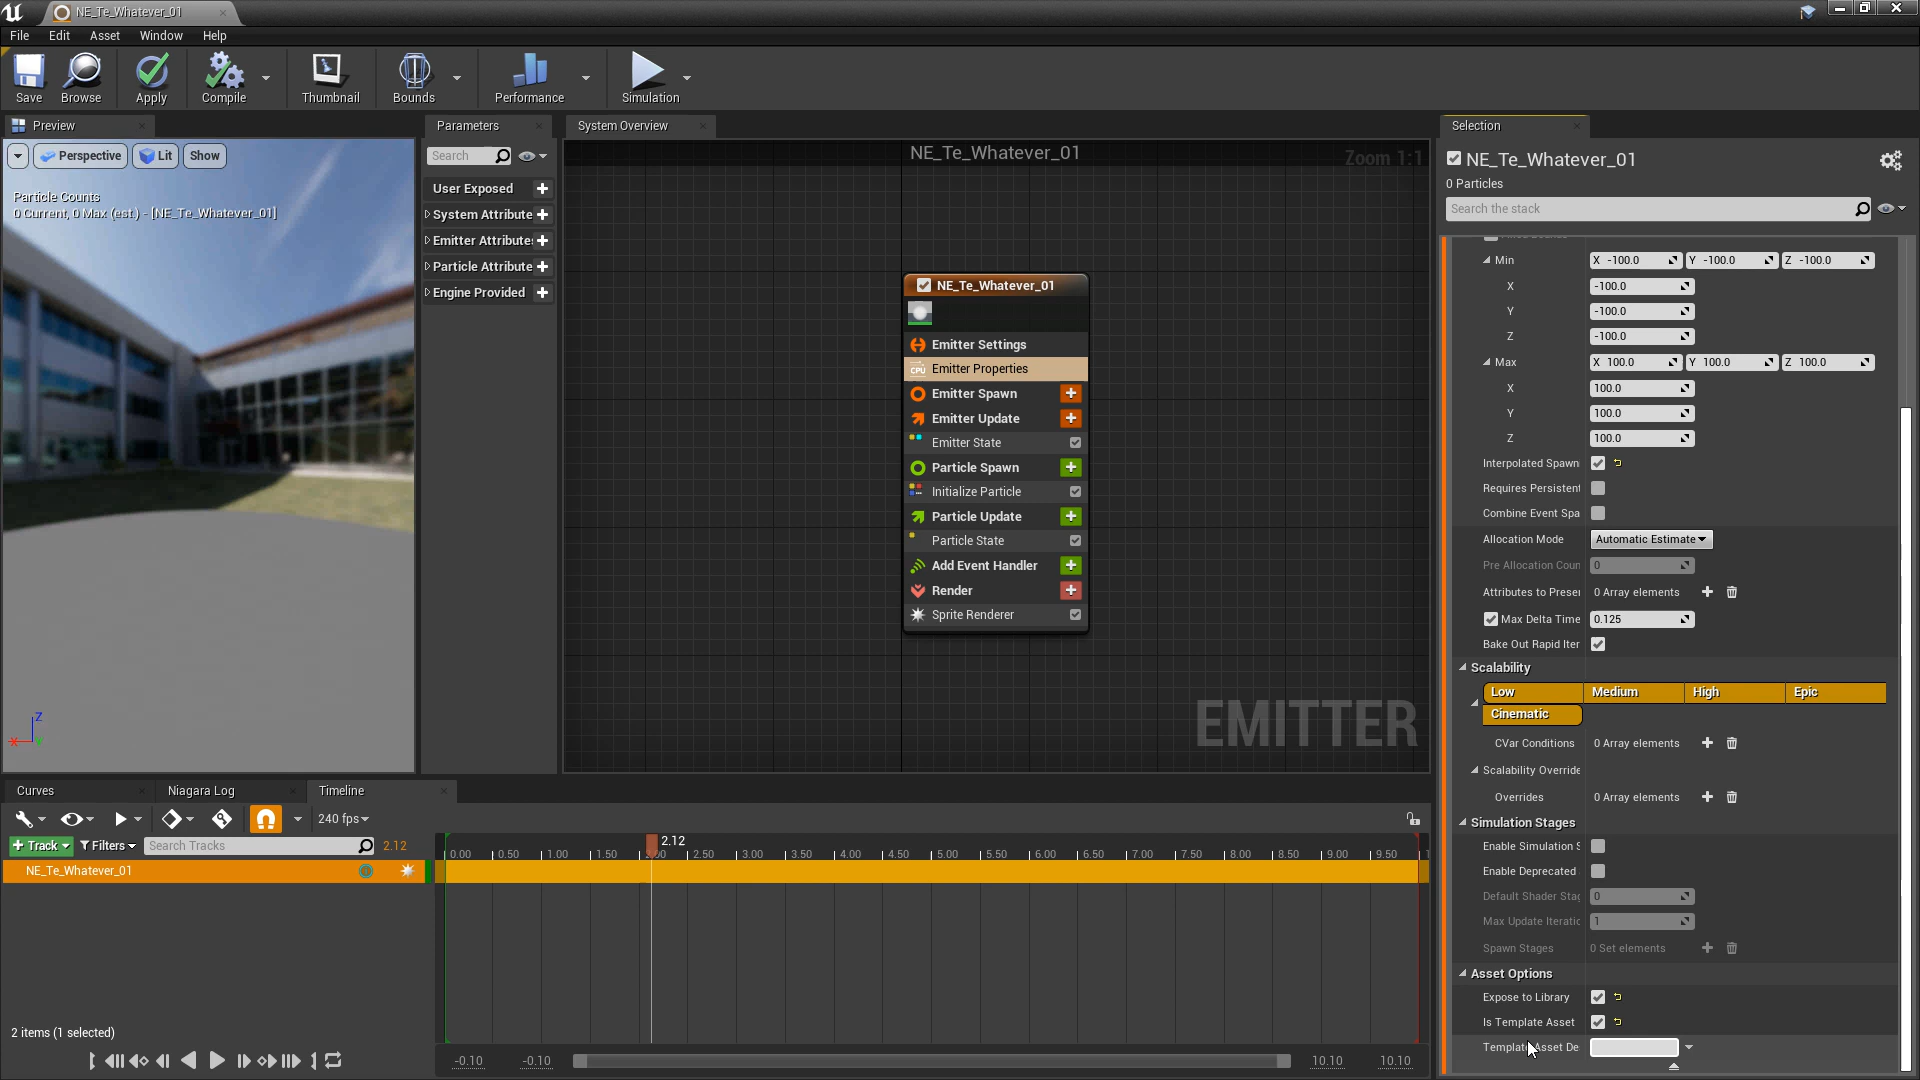 NE_Te_Whatever_01
File Edit Asset Window Help
Save Browse Apply Compile Thumbnail Bounds Performance Simulation
Preview
Perspective Lit Show
Particle Counts
0 Current, 0 Max (est.) - [NE_Te_Whatever_01]
Parameters
Search
User Exposed
System Attribute
Emitter Attribute
Particle Attribute
Engine Provided
System Overview
NE_Te_Whatever_01
Zoom 1:1
NE_Te_Whatever_01
Emitter Settings
CPU Emitter Properties
Emitter Spawn
Emitter Update
Emitter State
Particle Spawn
Initialize Particle
Particle Update
Particle State
Add Event Handler
Render
Sprite Renderer
EMITTER
Z
X
Y
Selection
NE_Te_Whatever_01
0 Particles
Search the stack
Min X -100.0 Y -100.0 Z -100.0
X -100.0
Y -100.0
Z -100.0
Max X 100.0 Y 100.0 Z 100.0
X 100.0
Y 100.0
Z 100.0
Interpolated Spawn
Requires Persistent
Combine Event Spa
Allocation Mode Automatic Estimate
Pre Allocation Coun 0
Attributes to Preser 0 Array elements
Max Delta Time 0.125
Bake Out Rapid Iter
Scalability
Low Medium High Epic
Cinematic
CVar Conditions 0 Array elements
Scalability Override
Overrides 0 Array elements
Simulation Stages
Enable Simulation S
Enable Deprecated
Default Shader Stag 0
Max Update Iteratic 1
Spawn Stages 0 Set elements
Asset Options
Expose to Library
Is Template Asset
Template Asset De
Curves Niagara Log Timeline
240 fps
+ Track Filters Search Tracks 2.12
2.12
0.00 0.50 1.00 1.50 2.00 2.50 3.00 3.50 4.00 4.50 5.00 5.50 6.00 6.50 7.00 7.50 8.00 8.50 9.00 9.50 1
NE_Te_Whatever_01
2 items (1 selected)
-0.10 -0.10 10.10 10.10